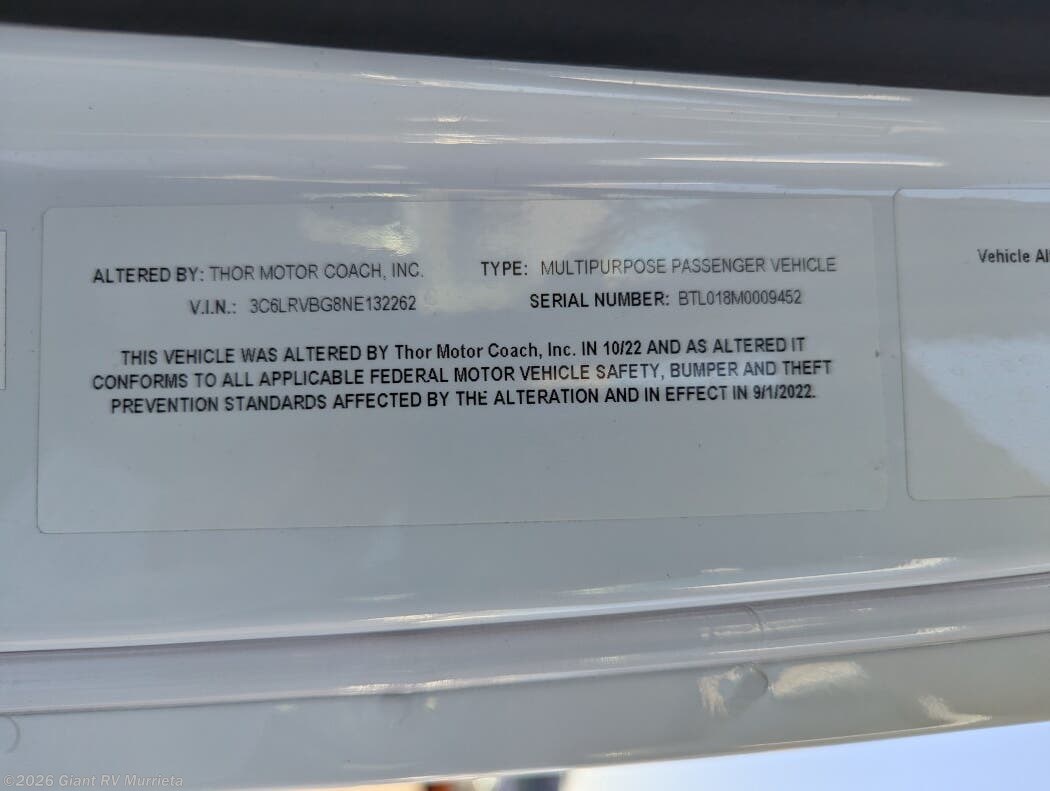 ALTERED BY: THOR MOTOR COACH, INC. TYPE: MULTIPURPOSE PASSENGER VEHICLE
V.I.N.: 3C6LRVBG8NE132262 SERIAL NUMBER: BTL018M0009452
THIS VEHICLE WAS ALTERED BY Thor Motor Coach, Inc. IN 10/22 AND AS ALTERED IT
CONFORMS TO ALL APPLICABLE FEDERAL MOTOR VEHICLE SAFETY, BUMPER AND THEFT
PREVENTION STANDARDS AFFECTED BY THE ALTERATION AND IN EFFECT IN 9/1/2022.
Vehicle Al
©2026 Giant RV Murrieta